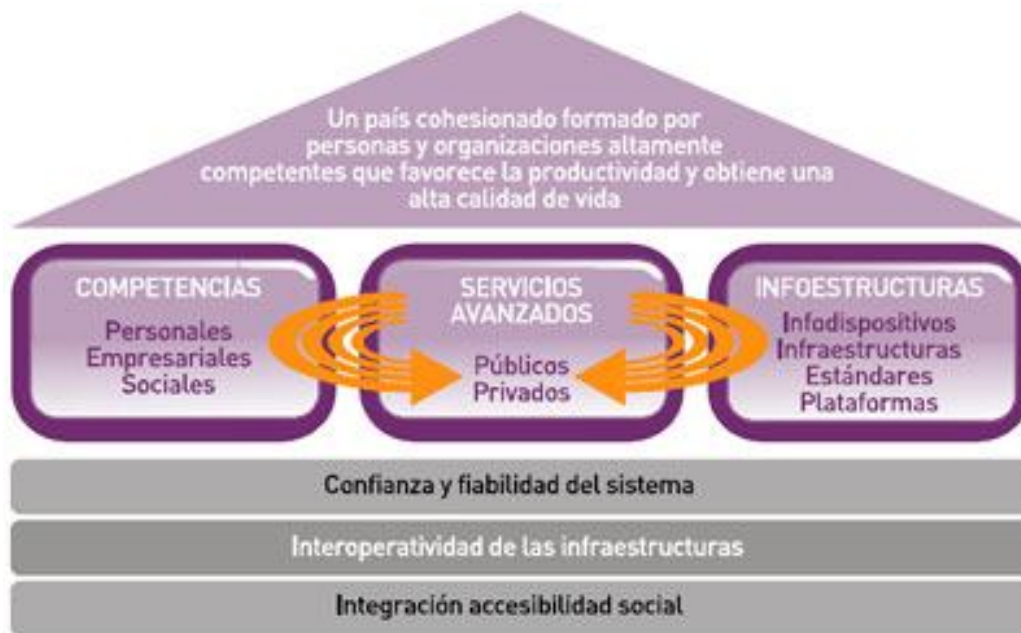 Un país cohesionado formado por
personas y organizaciones altamente
competentes que favorece la productividad y obtiene una
alta calidad de vida
COMPETENCIAS
Personales
Empresariales
Sociales
SERVICIOS
AVANZADOS
Públicos
Privados
INFOESTRUCTURAS
Infodispositivos
Infraestructuras
Estándares
Plataformas
Confianza y fiabilidad del sistema
Interoperatividad de las infraestructuras
Integración accesibilidad social